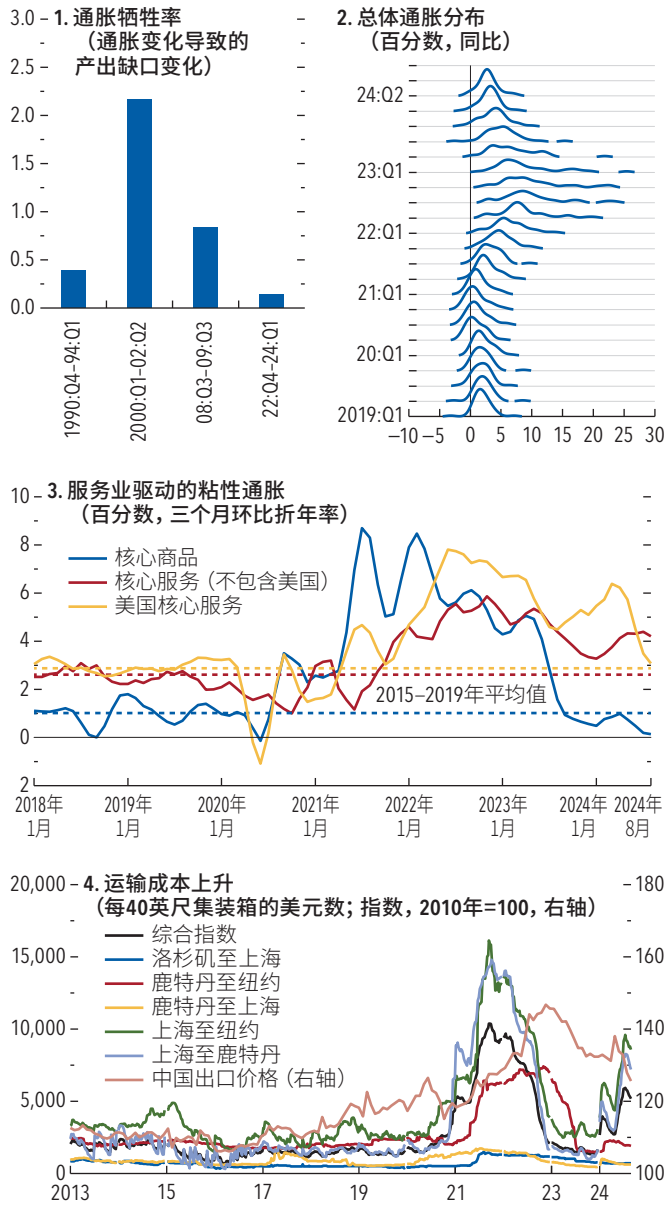 1. 通胀牺牲率
（通胀变化导致的
产出缺口变化）
3.0
2.5
2.0
1.5
1.0
0.5
0.0
1990:Q4–94:Q1
2000:Q1–02:Q2
08:Q3–09:Q3
22:Q4–24:Q1
2. 总体通胀分布
（百分数，同比）
24:Q2
23:Q1
22:Q1
21:Q1
20:Q1
2019:Q1
–10 –5 0 5 10 15 20 25 30
3. 服务业驱动的粘性通胀
（百分数，三个月环比折年率）
10
8
6
4
2
0
2
核心商品
核心服务（不包含美国）
美国核心服务
2015–2019年平均值
2018年 2019年 2020年 2021年 2022年 2023年 2024年 2024年
1月 1月 1月 1月 1月 1月 1月 8月
4. 运输成本上升
（每40英尺集装箱的美元数；指数，2010年=100，右轴）
20,000
15,000
10,000
5,000
0
180
160
140
120
100
综合指数
洛杉矶至上海
鹿特丹至纽约
鹿特丹至上海
上海至纽约
上海至鹿特丹
中国出口价格（右轴）
2013 15 17 19 21 23 24